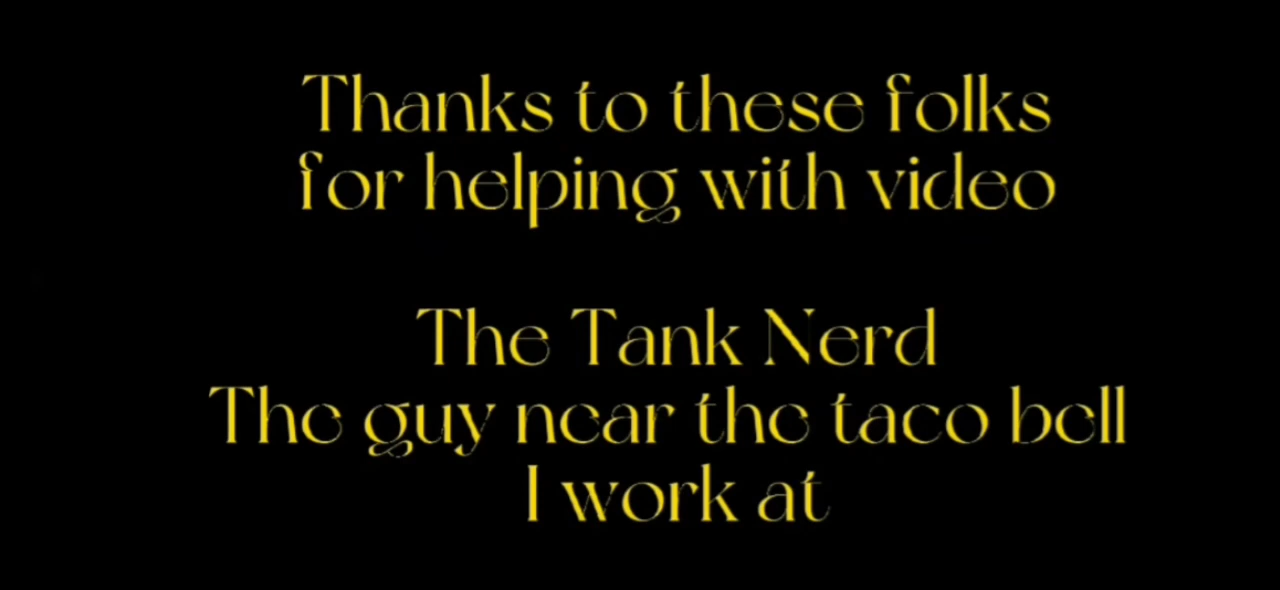 Thanks to these folks
for helping with video
The Tank Nerd
The guy near the taco bell
I work at